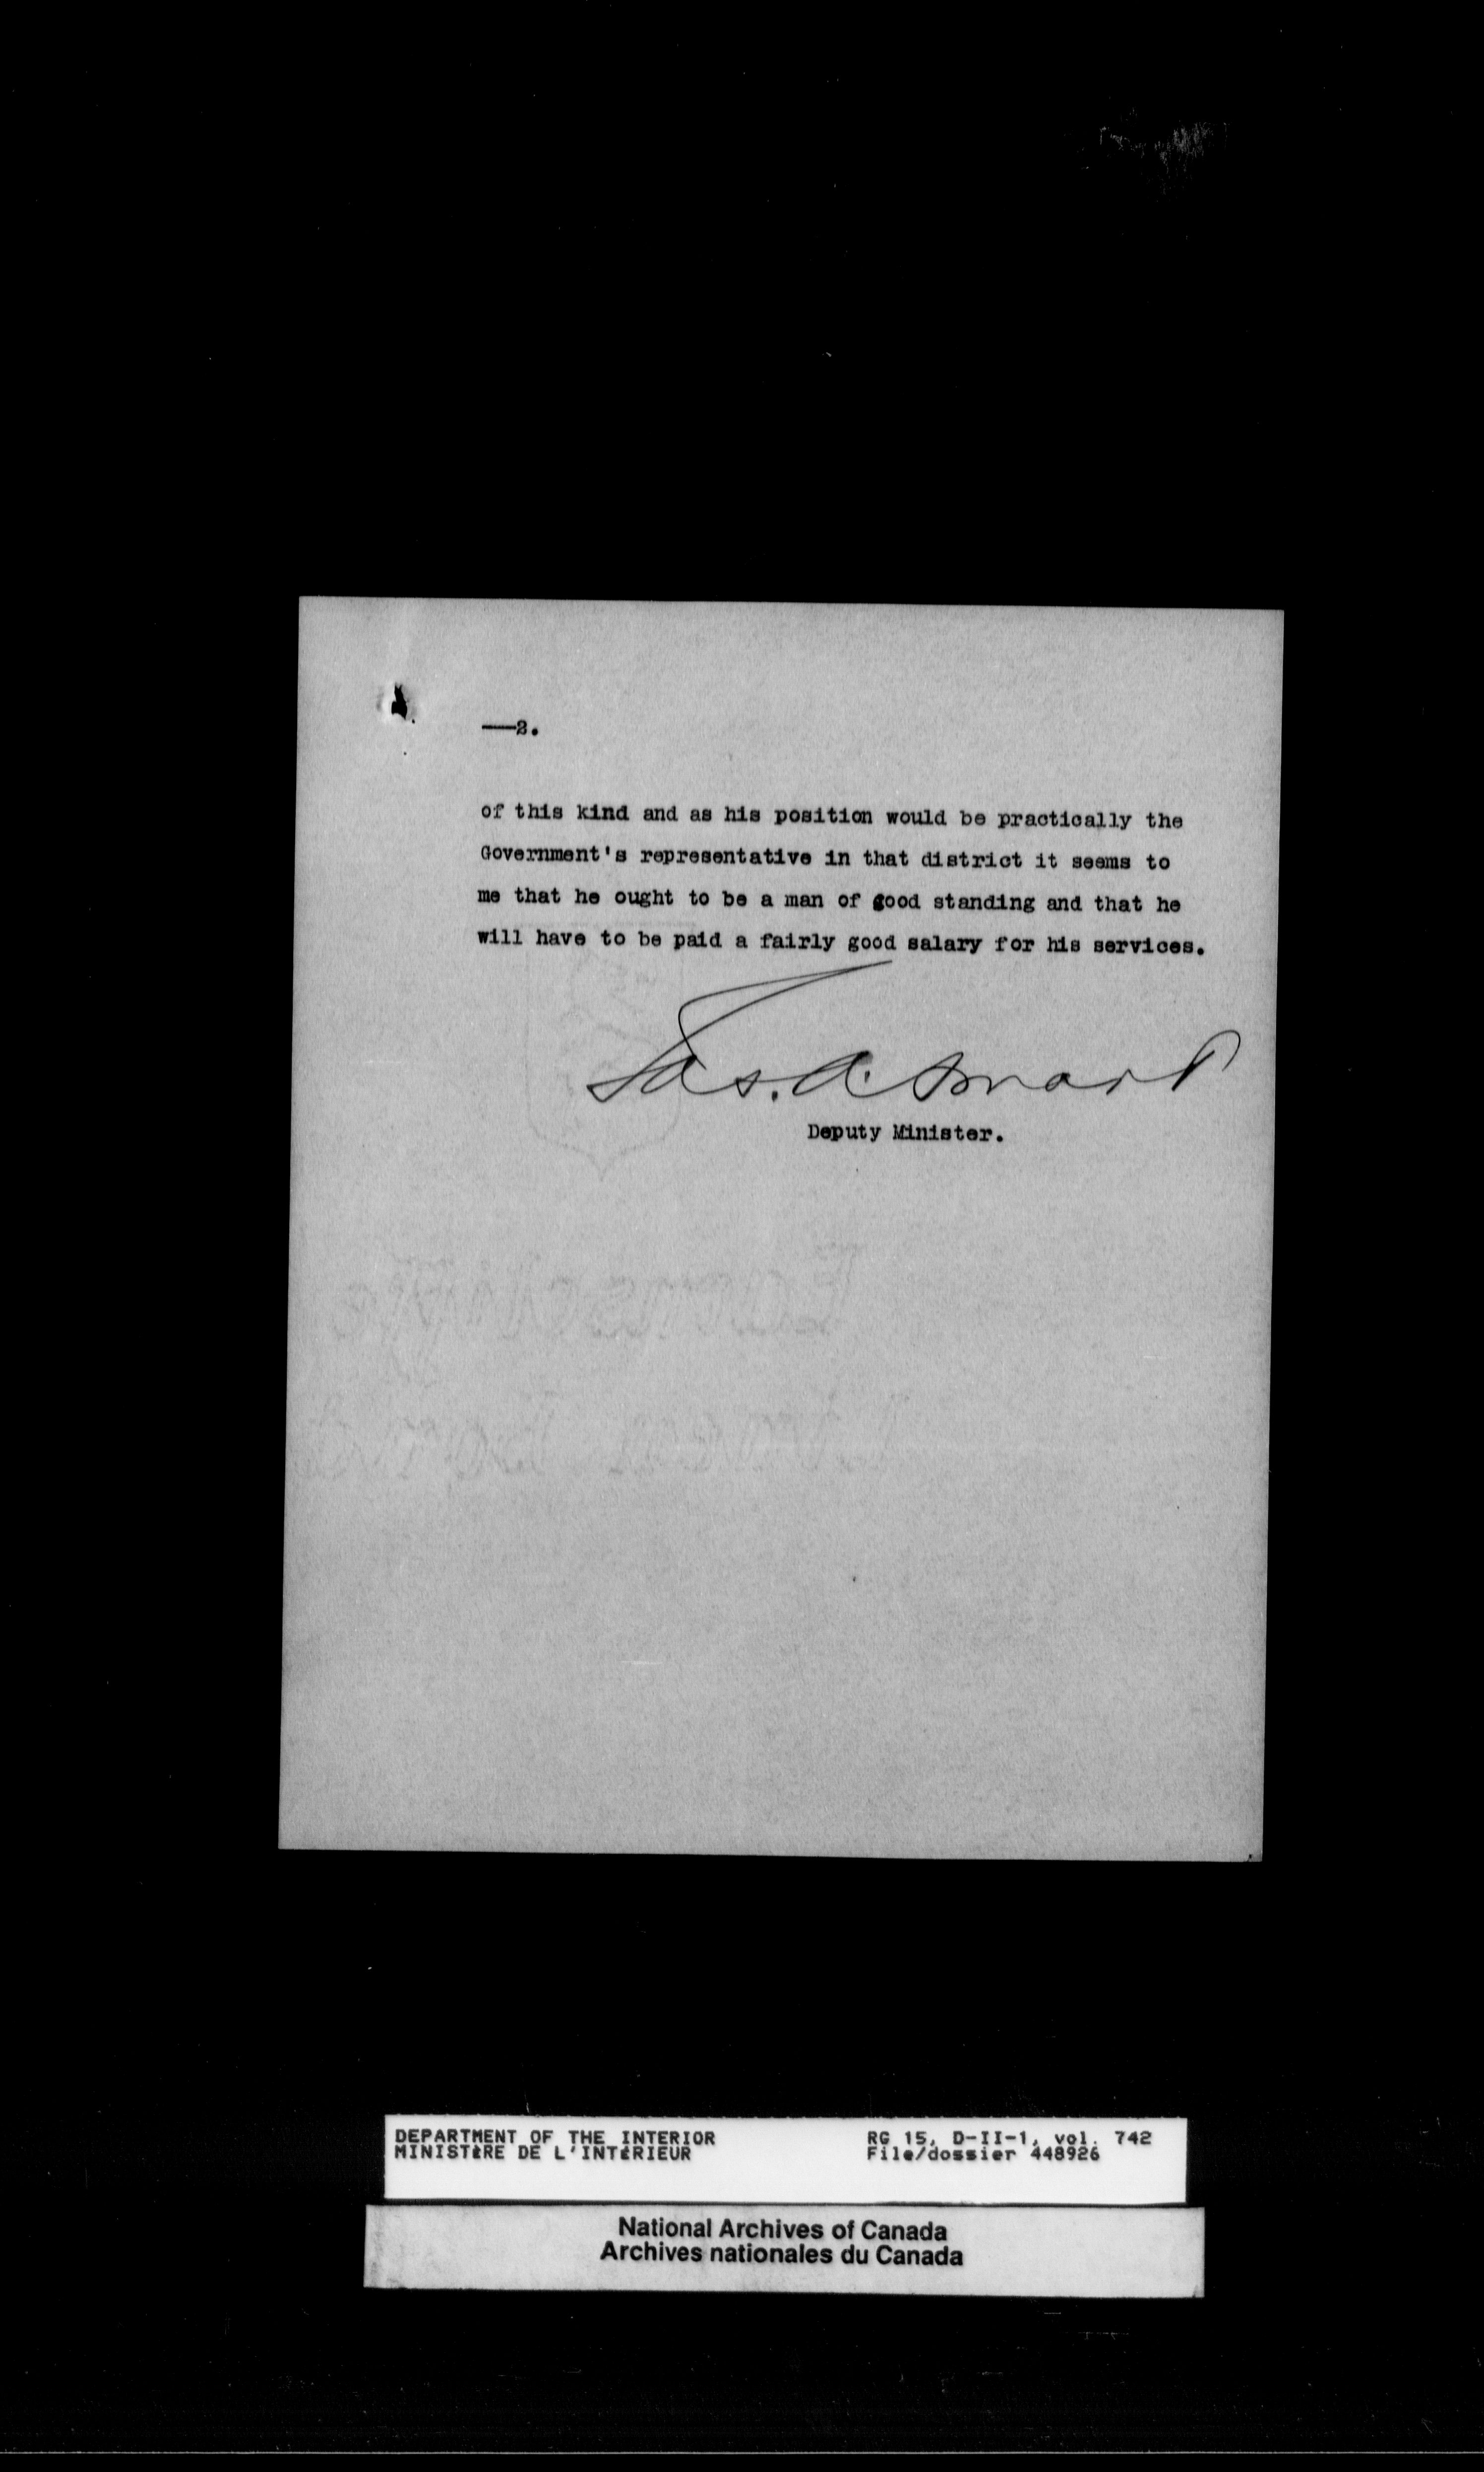 —2.
of this kind and as his position would be practically the
Government's representative in that district it seems to
me that he ought to be a man of good standing and that he
will have to be paid a fairly good salary for his services.
Jas. A. Smart
Deputy Minister.
DEPARTMENT OF THE INTERIOR
MINISTÈRE DE L'INTÉRIEUR
RG 15, D-II-1, vol. 742
File/dossier 448926
National Archives of Canada
Archives nationales du Canada